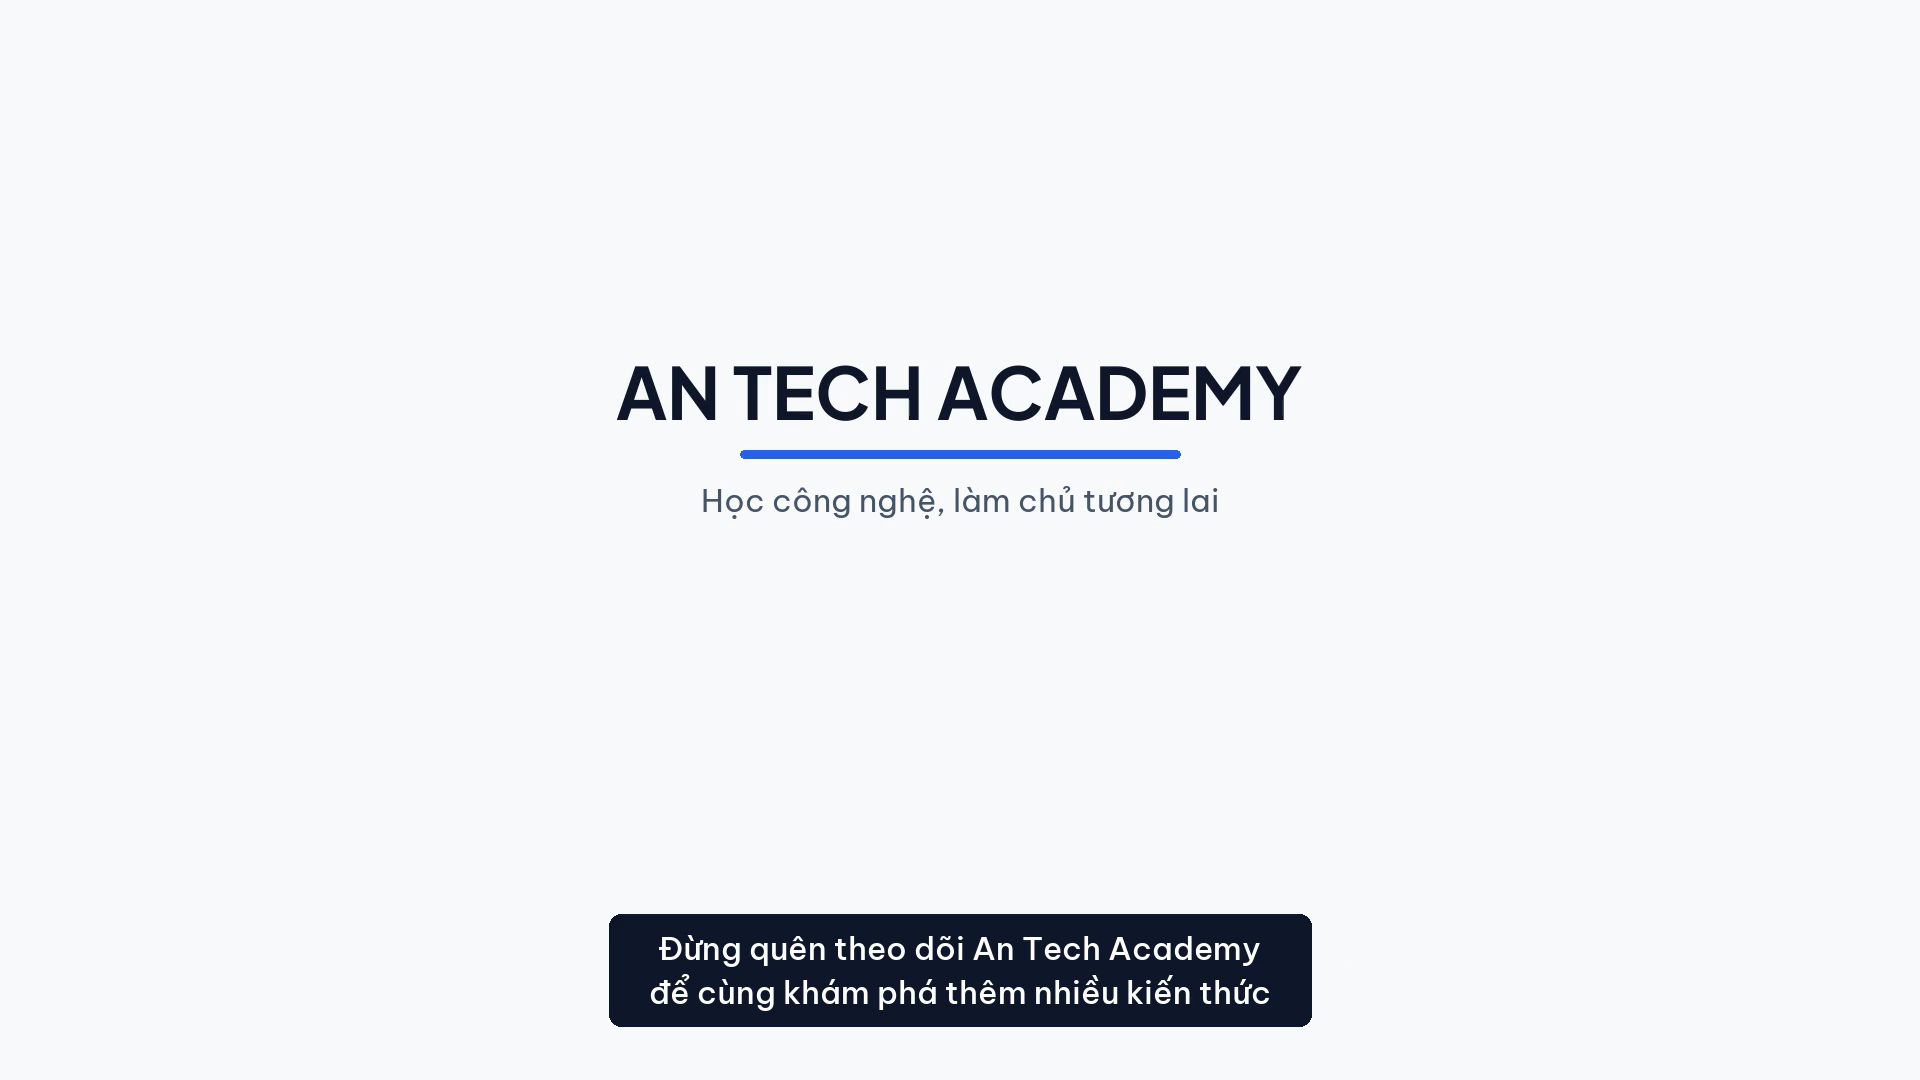 AN TECH ACADEMY
Học công nghệ, làm chủ tương lai
Đừng quên theo dõi An Tech Academy
để cùng khám phá thêm nhiều kiến thức